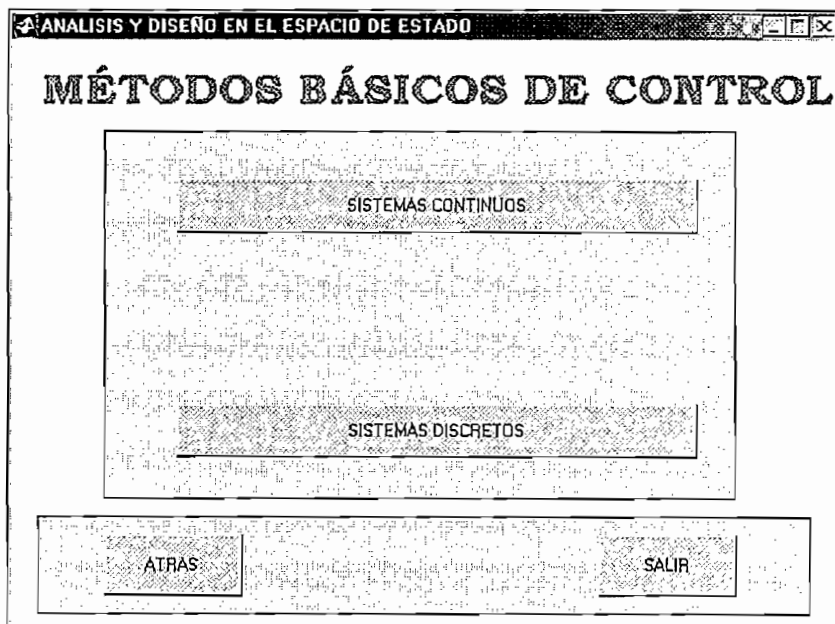 ANALISIS Y DISEÑO EN EL ESPACIO DE ESTADO
MÉTODOS BÁSICOS DE CONTROL
SISTEMAS CONTINUOS
SISTEMAS DISCRETOS
ATRAS
SALIR